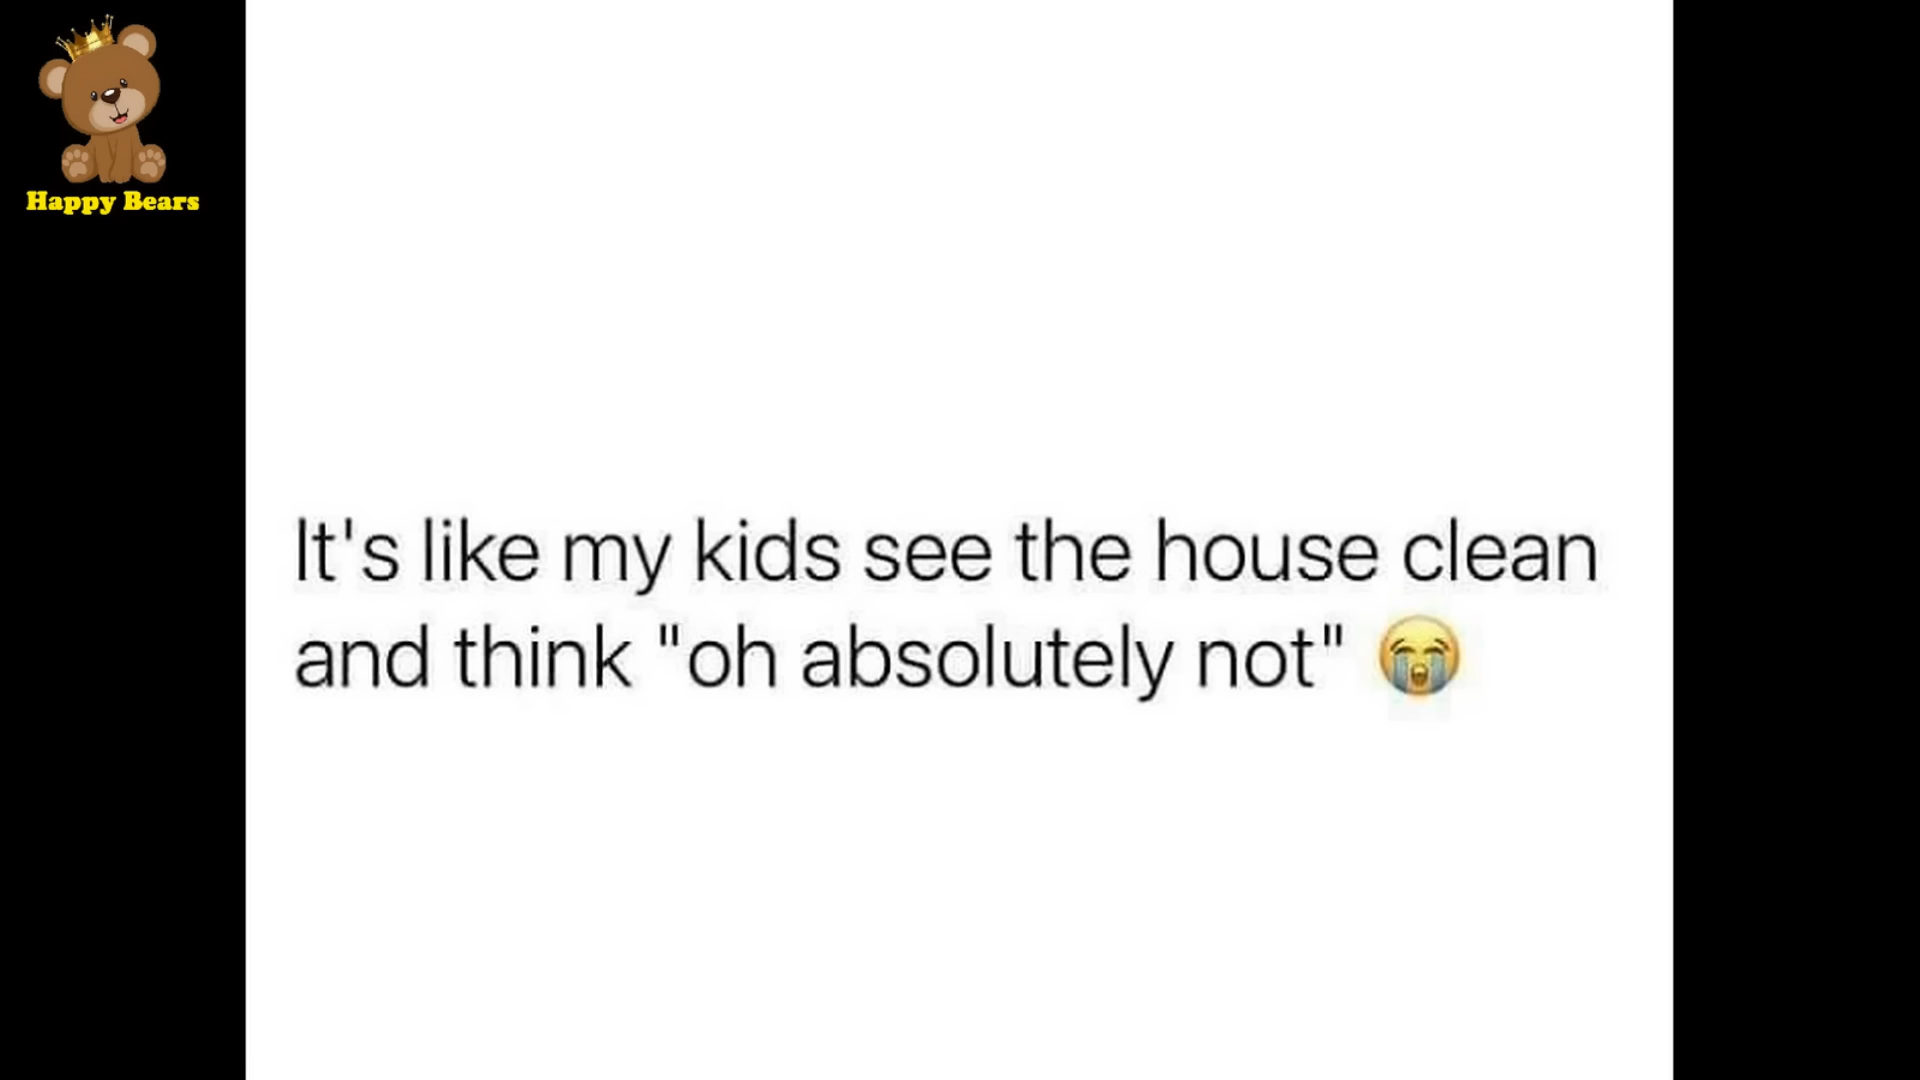 Happy Bears
It's like my kids see the house clean
and think "oh absolutely not" 😭